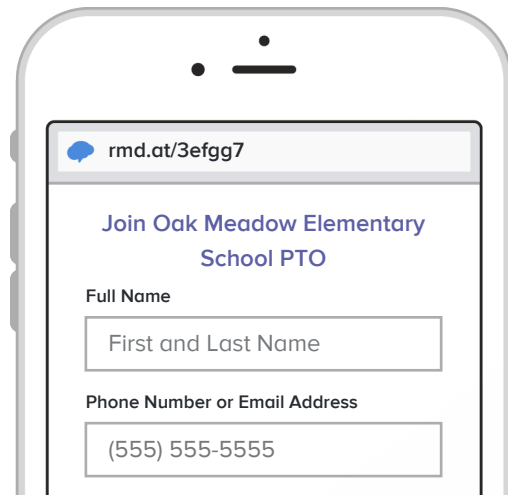 rmd.at/3efgg7
Join Oak Meadow Elementary
School PTO
Full Name
First and Last Name
Phone Number or Email Address
(555) 555-5555